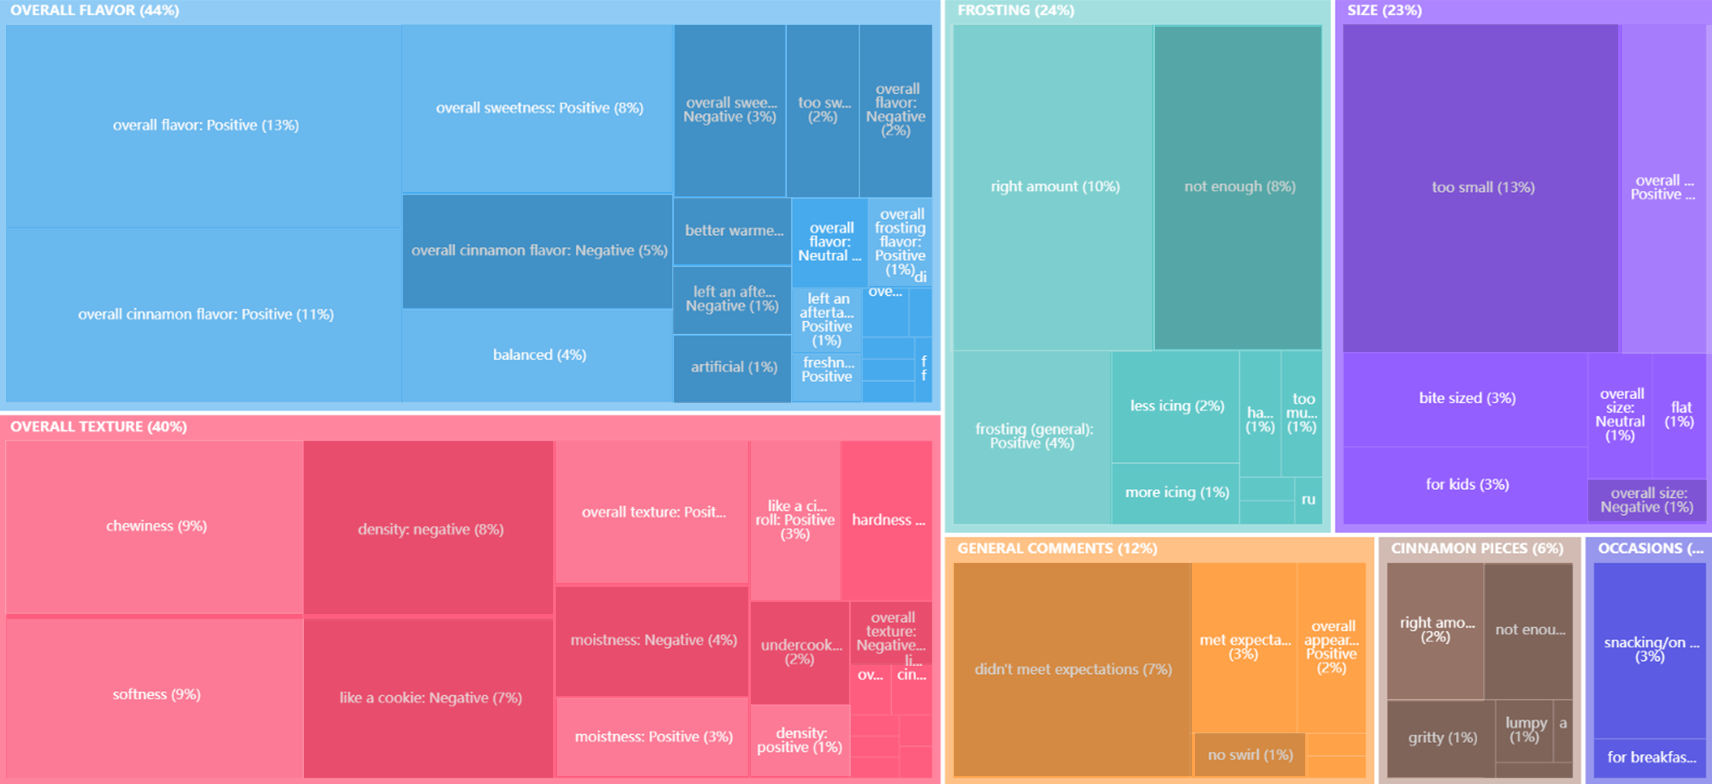 OVERALL FLAVOR (44%)
overall flavor: Positive (13%)
overall cinnamon flavor: Positive (11%)
overall sweetness: Positive (8%)
overall cinnamon flavor: Negative (5%)
balanced (4%)
overall swee...
Negative (3%)
too sw...
(2%)
overall
flavor:
Negative
(2%)
better warme...
left an afte...
Negative (1%)
artificial (1%)
overall
flavor:
Neutral ...
overall
frosting
flavor:
Positive
(1%)
di
left an
afterta...
Positive
(1%)
freshn...
Positive
ove...
f
f
OVERALL TEXTURE (40%)
chewiness (9%)
softness (9%)
density: negative (8%)
like a cookie: Negative (7%)
overall texture: Posit...
moistness: Negative (4%)
moistness: Positive (3%)
like a ci...
roll: Positive
(3%)
hardness ...
undercook...
(2%)
density:
positive (1%)
overall
texture:
Negative...
li...
ov...
cin...
FROSTING (24%)
right amount (10%)
not enough (8%)
frosting (general):
Positive (4%)
less icing (2%)
more icing (1%)
ha...
(1%)
too
mu...
(1%)
ru
SIZE (23%)
too small (13%)
overall ...
Positive ...
bite sized (3%)
for kids (3%)
overall
size:
Neutral
(1%)
flat
(1%)
overall size:
Negative (1%)
GENERAL COMMENTS (12%)
didn't meet expectations (7%)
met expecta...
(3%)
overall
appear...
Positive
(2%)
no swirl (1%)
CINNAMON PIECES (6%)
right amo...
(2%)
not enou...
gritty (1%)
lumpy
(1%)
a
OCCASIONS (...
snacking/on ...
(3%)
for breakfas...